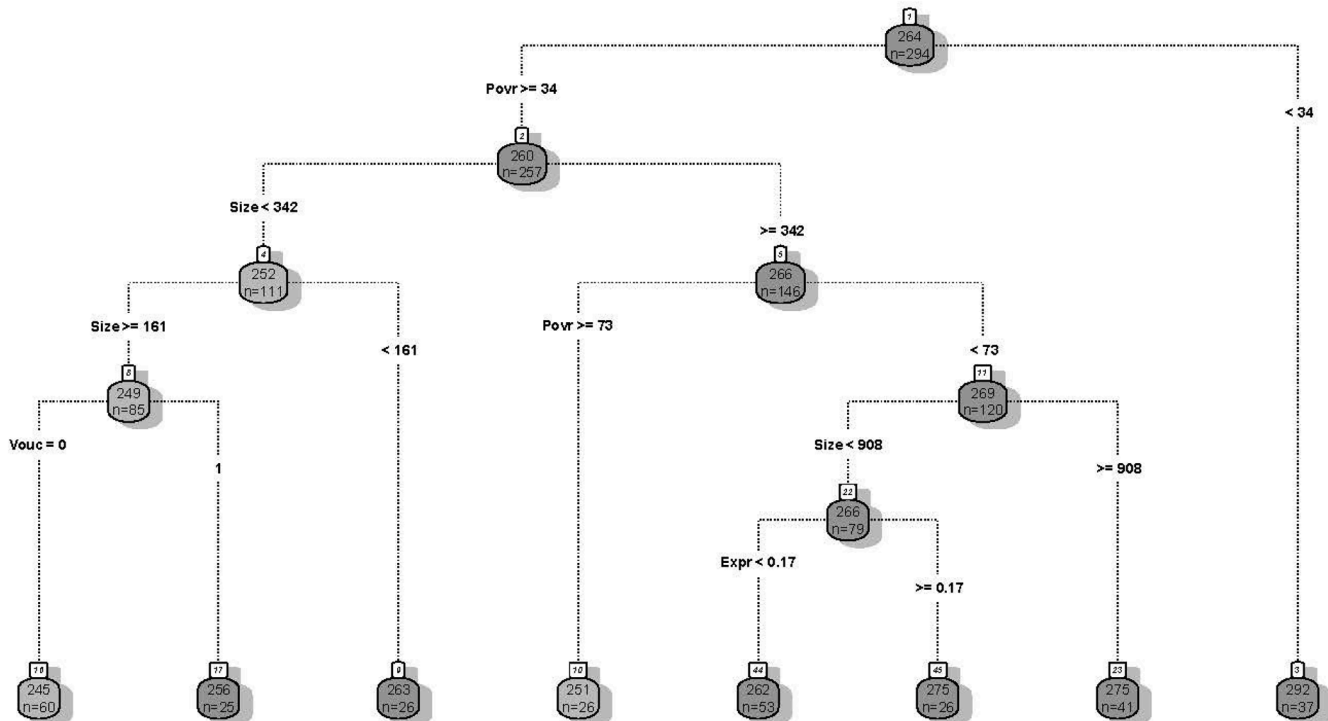 1
264
n=294
Povr >= 34
< 34
2
260
n=257
Size < 342
>= 342
4
252
n=111
5
266
n=146
Size >= 161
< 161
Povr >= 73
< 73
8
249
n=85
11
269
n=120
Vouc = 0
1
Size < 908
>= 908
22
266
n=79
Expr < 0.17
>= 0.17
16
245
n=60
17
256
n=25
9
263
n=26
10
251
n=26
44
262
n=53
45
275
n=26
23
275
n=41
3
292
n=37